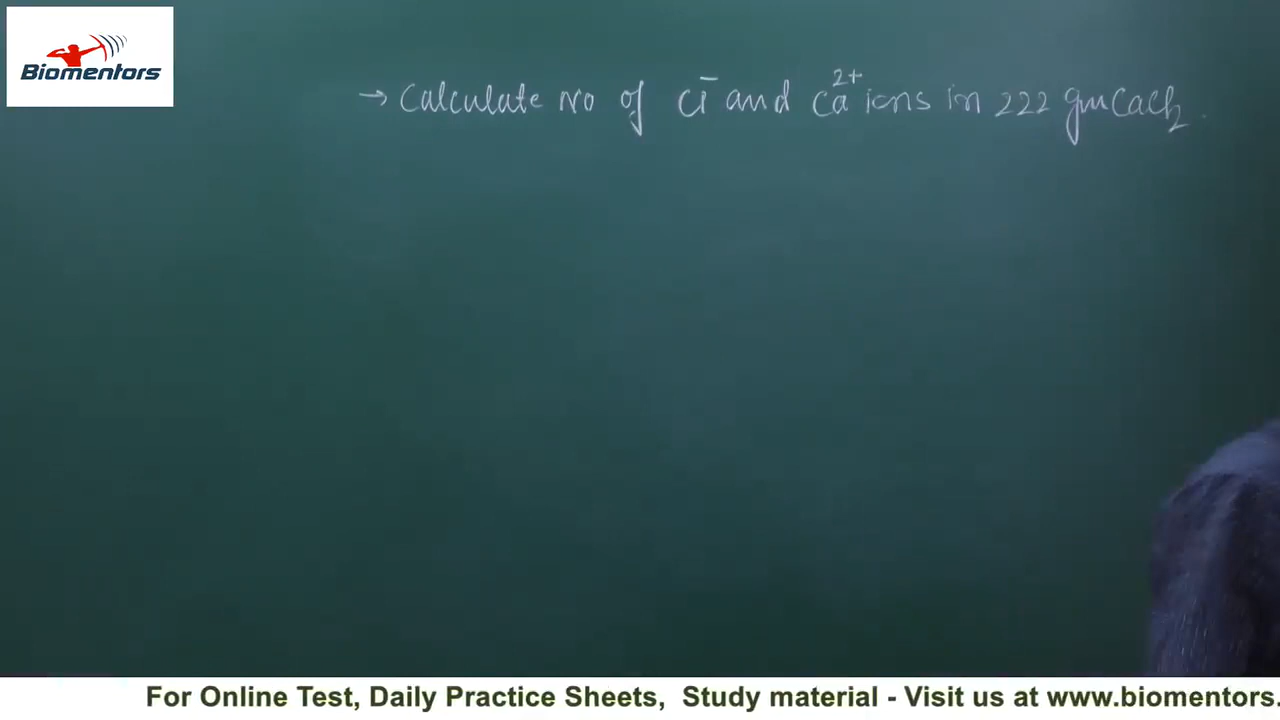 Biomentors
→ Calculate No of Cl⁻ and Ca²⁺ ions in 222 gm CaCl₂.
For Online Test, Daily Practice Sheets, Study material - Visit us at www.biomentors.